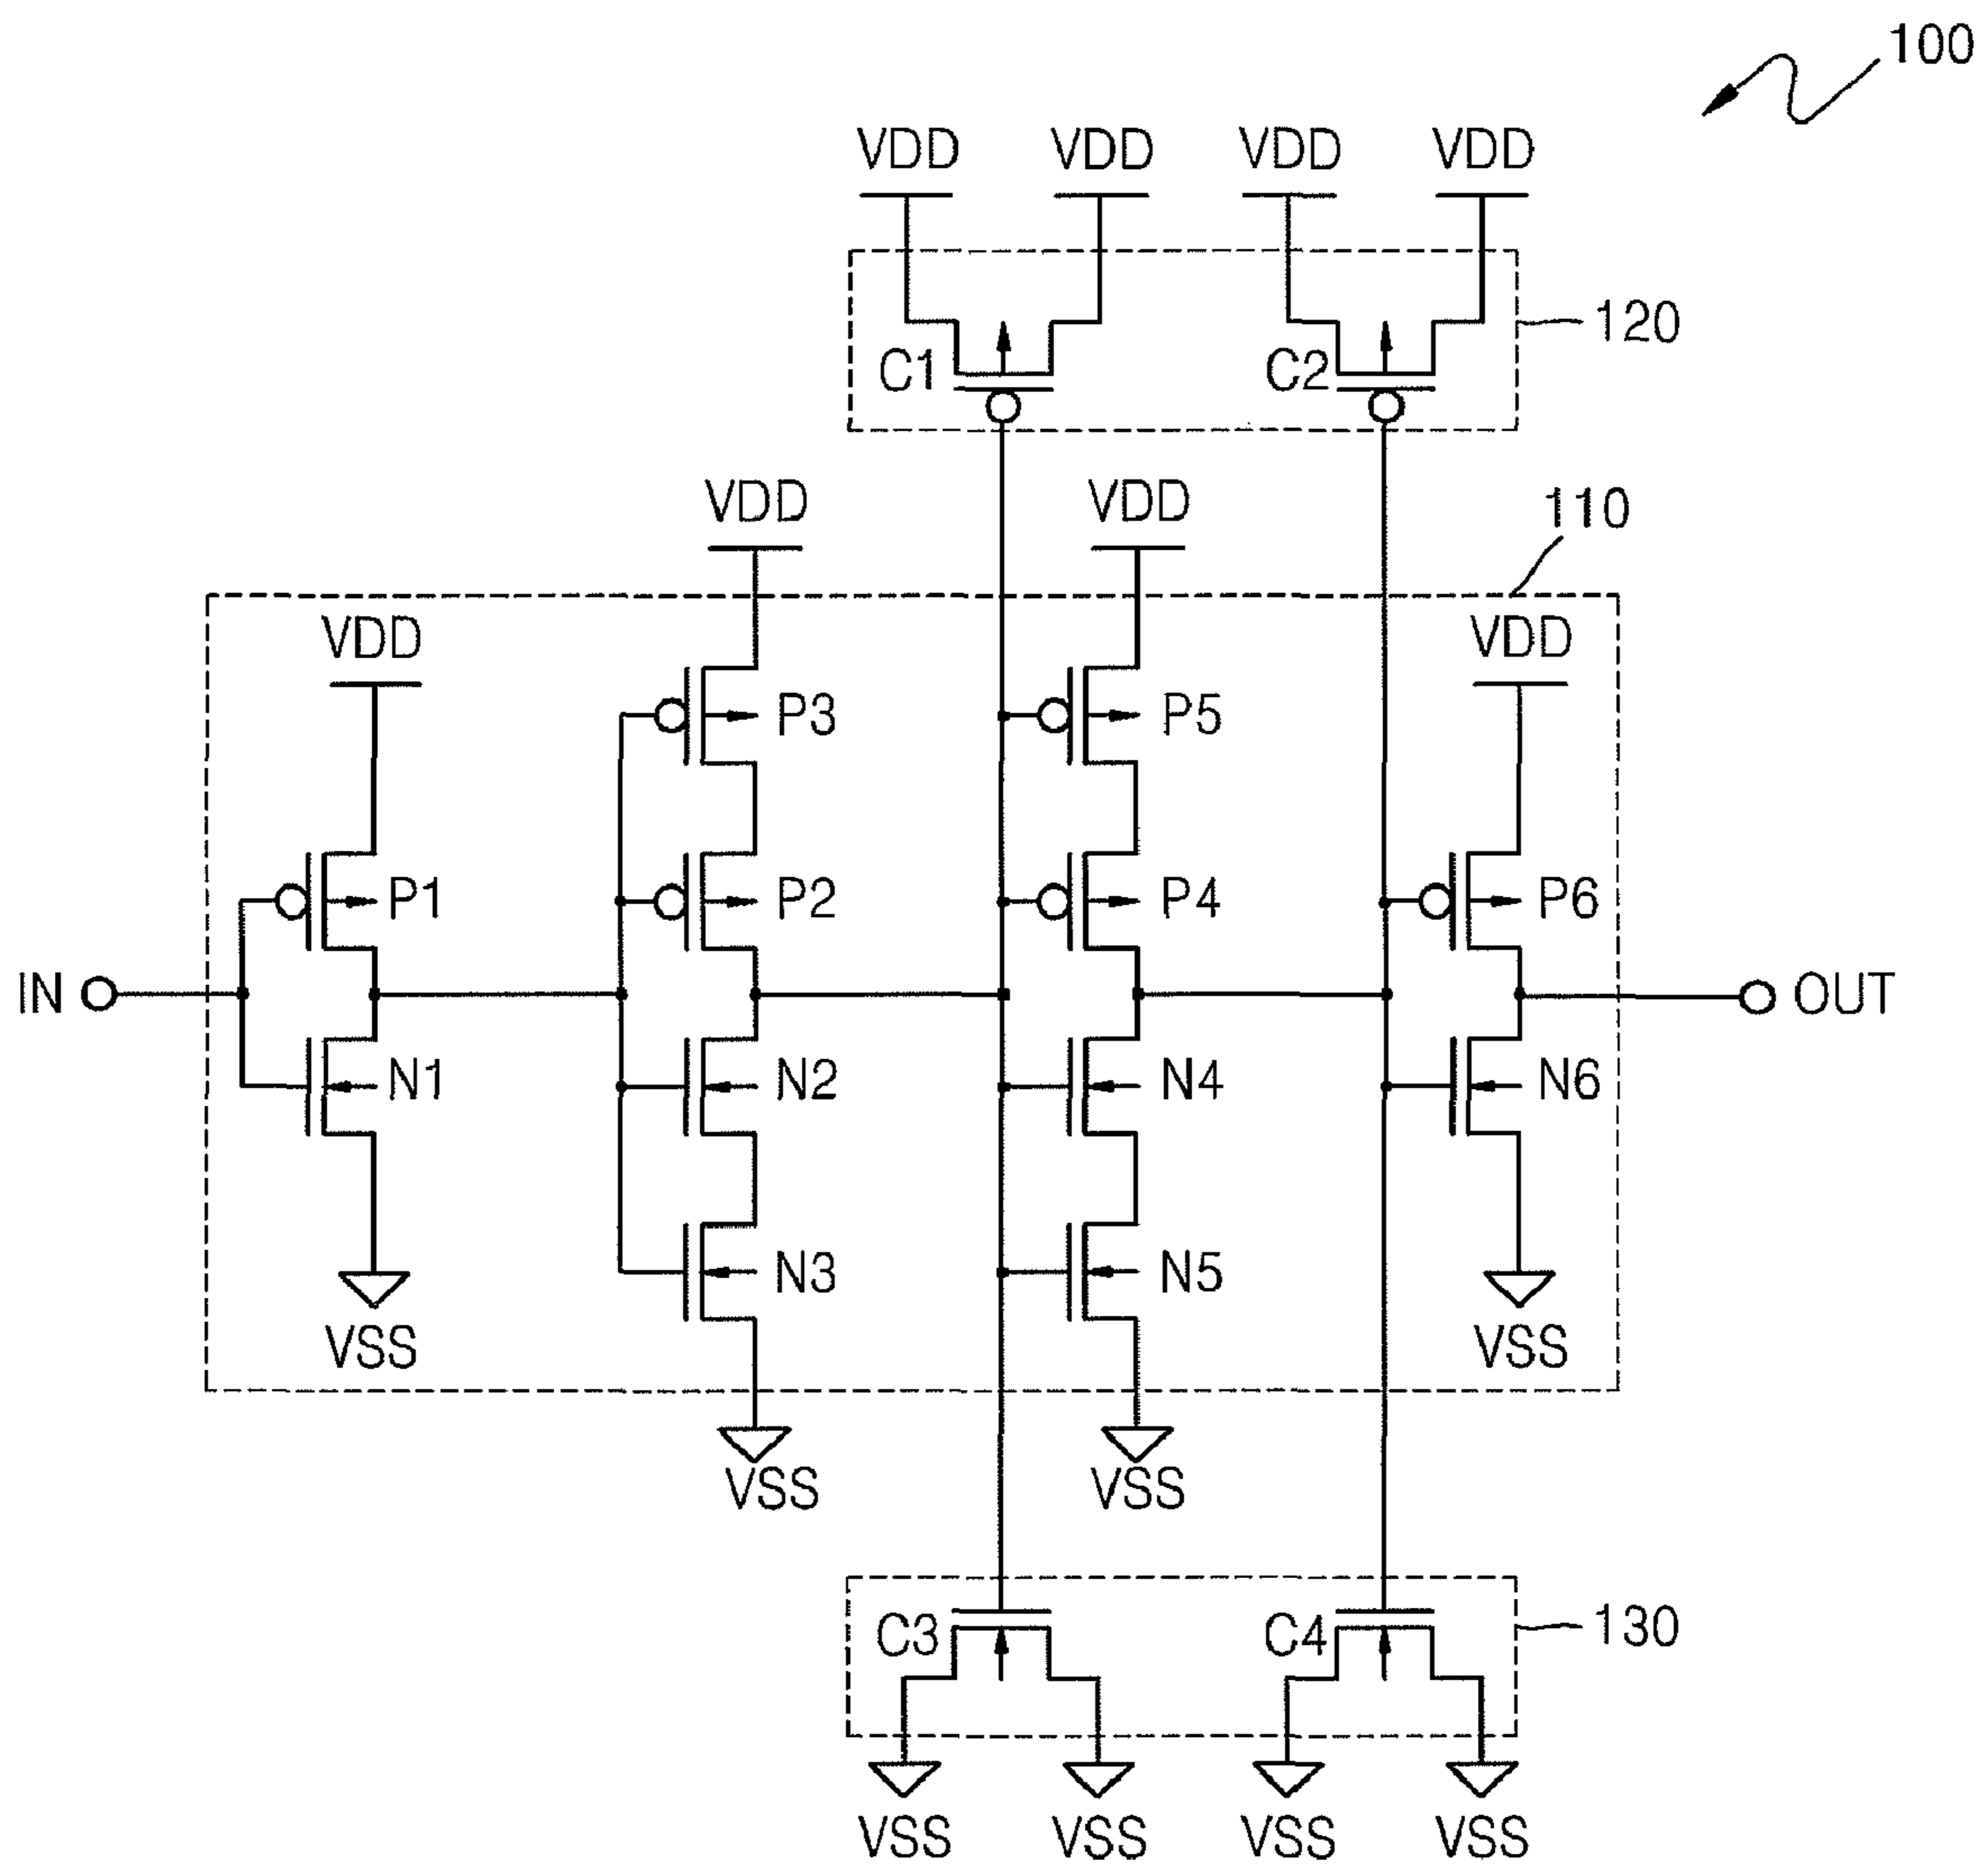 100
VDD VDD VDD VDD
C1 C2 120
VDD VDD 110
VDD VDD
P3 P5
P1 P2 P4 P6
IN OUT
N1 N2 N4 N6
N3 N5
VSS VSS
VSS VSS
C3 C4 130
VSS VSS VSS VSS